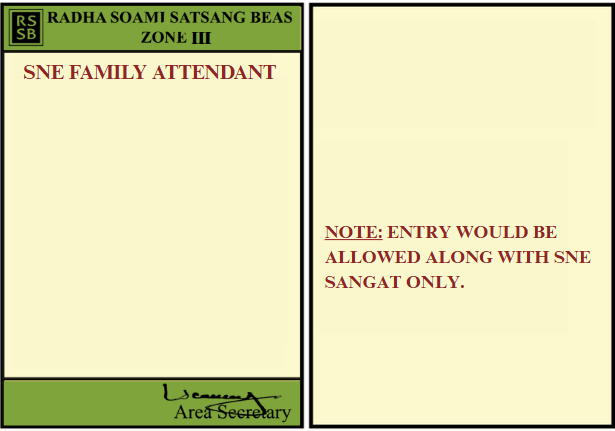 RS
SB
RADHA SOAMI SATSANG BEAS
ZONE III
SNE FAMILY ATTENDANT
Area Secretary
NOTE: ENTRY WOULD BE
ALLOWED ALONG WITH SNE
SANGAT ONLY.